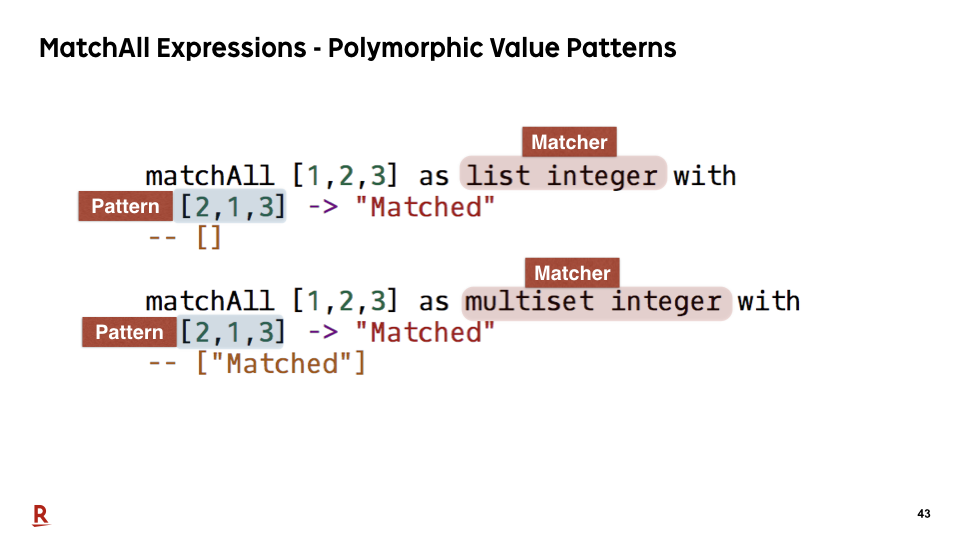 MatchAll Expressions - Polymorphic Value Patterns
Matcher
matchAll [1,2,3] as list integer with
Pattern [2,1,3] -> "Matched"
-- []
Matcher
matchAll [1,2,3] as multiset integer with
Pattern [2,1,3] -> "Matched"
-- ["Matched"]
R
43